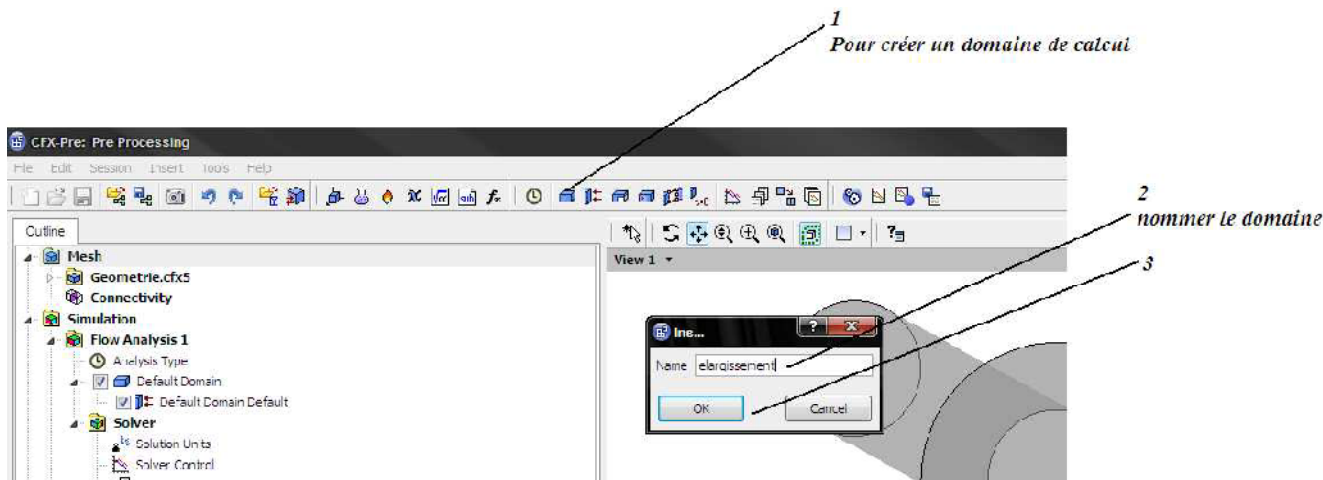 1
Pour créer un domaine de calcul
CFX-Pre: Pre Processing
File Edit Session Insert Tools Help
Outline
Mesh
Geometrie.cfx5
Connectivity
Simulation
Flow Analysis 1
Analysis Type
Default Domain
Default Domain Default
Solver
Solution Units
Solver Control
View 1
2
nommer le domaine
3
Ins...
Name elargissement
OK Cancel